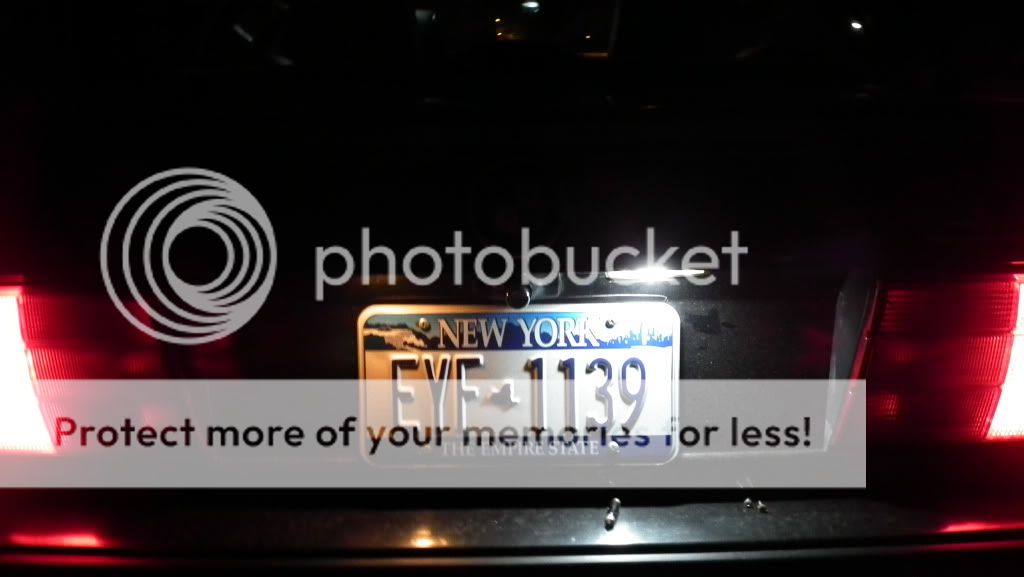 photobucket
NEW YORK
EYF 1139
Protect more of your memories for less!
THE EMPIRE STATE